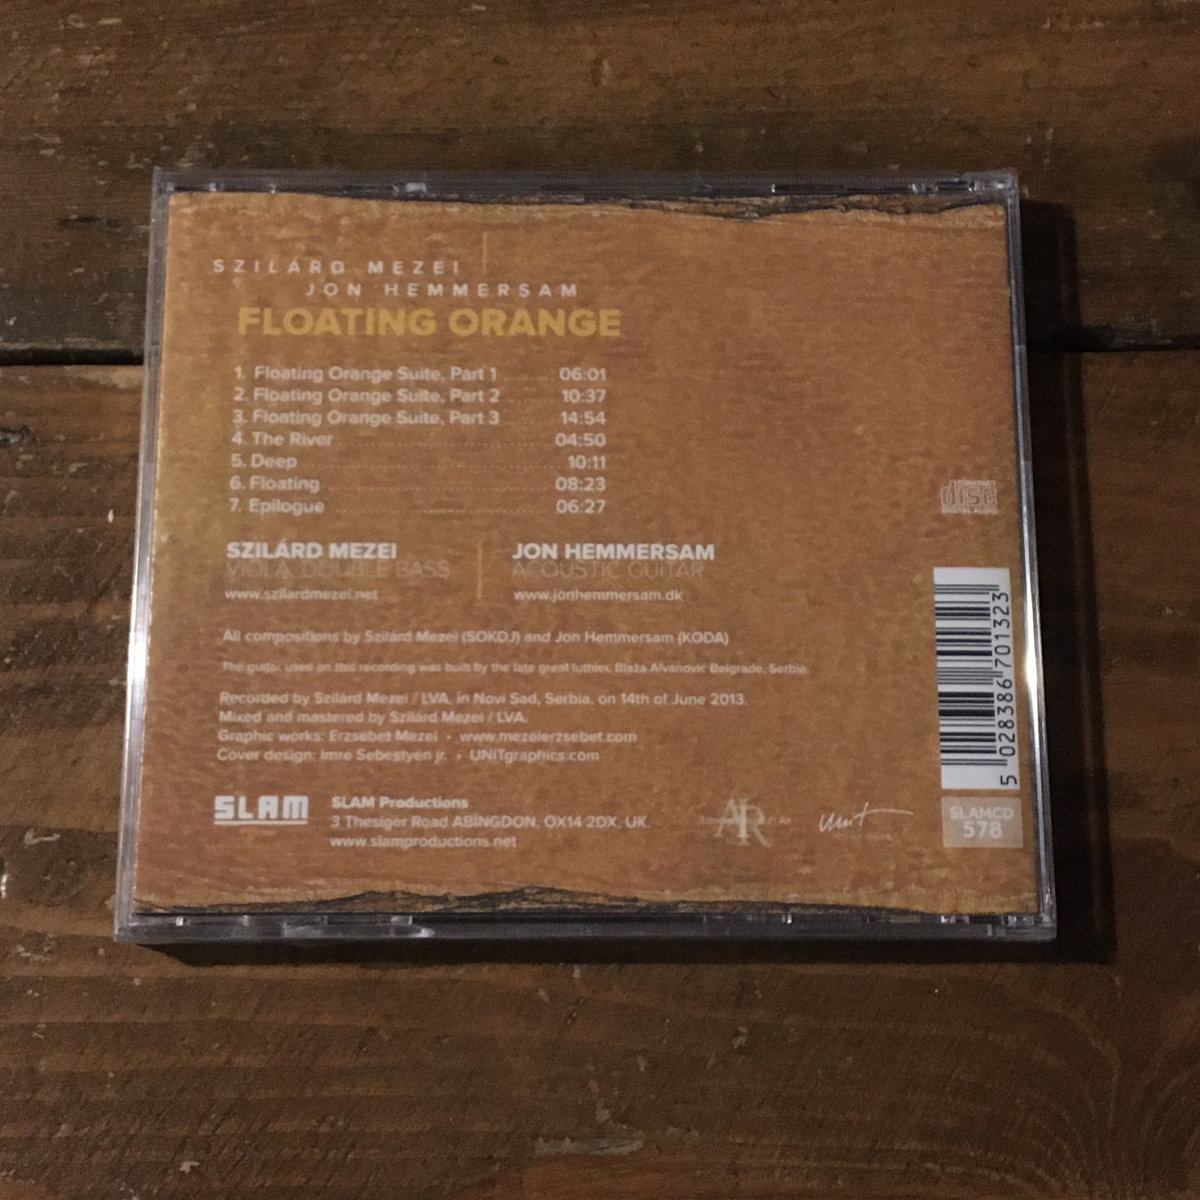 SZILÁRD MEZEI
JON HEMMERSAM
FLOATING ORANGE
1. Floating Orange Suite, Part 1 06:01
2. Floating Orange Suite, Part 2 10:37
3. Floating Orange Suite, Part 3 14:54
4. The River 04:50
5. Deep 10:11
6. Floating 08:23
7. Epilogue 06:27
SZILÁRD MEZEI
VIOLA, DOUBLE BASS
www.szilardmezei.net
JON HEMMERSAM
ACOUSTIC GUITAR
www.jonhemmersam.dk
All compositions by Szilárd Mezei (SOKOJ) and Jon Hemmersam (KODA)
The guitar used on this recording was built by the late great luthier, Blaža Alvanović Belgrade, Serbia.
Recorded by Szilárd Mezei / LVA, in Novi Sad, Serbia, on 14th of June 2013.
Mixed and mastered by Szilárd Mezei / LVA.
Graphic works: Erzsebet Mezei • www.mezeierzsebet.com
Cover design: Imre Sebestyén jr. • UNITgraphics.com
SLAM
SLAM Productions
3 Thesiger Road ABINGDON, OX14 2DX, UK.
www.slamproductions.net
AIR
unit
COMPACT
disc
DIGITAL AUDIO
5 028386 701323
SLAMCD
578